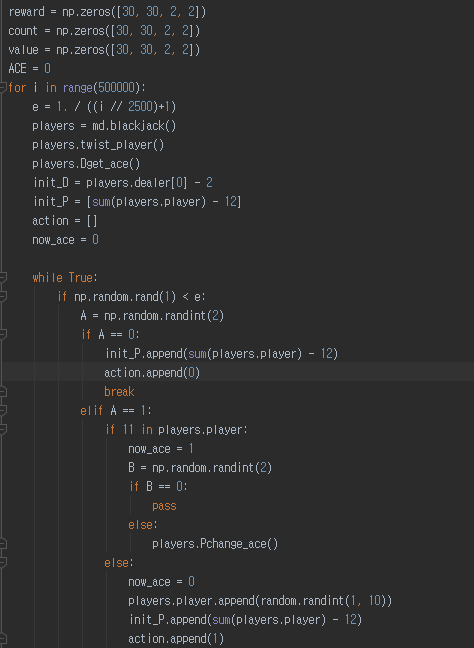 reward = np.zeros([30, 30, 2, 2])
count = np.zeros([30, 30, 2, 2])
value = np.zeros([30, 30, 2, 2])
ACE = 0
for i in range(500000):
    e = 1. / ((i // 2500)+1)
    players = md.blackjack()
    players.twist_player()
    players.Dget_ace()
    init_D = players.dealer[0] - 2
    init_P = [sum(players.player) - 12]
    action = []
    now_ace = 0

    while True:
        if np.random.rand(1) < e:
            A = np.random.randint(2)
            if A == 0:
                init_P.append(sum(players.player) - 12)
                action.append(0)
                break
            elif A == 1:
                if 11 in players.player:
                    now_ace = 1
                    B = np.random.randint(2)
                    if B == 0:
                        pass
                    else:
                        players.Pchange_ace()
                else:
                    now_ace = 0
                    players.player.append(random.randint(1, 10))
                    init_P.append(sum(players.player) - 12)
                    action.append(1)